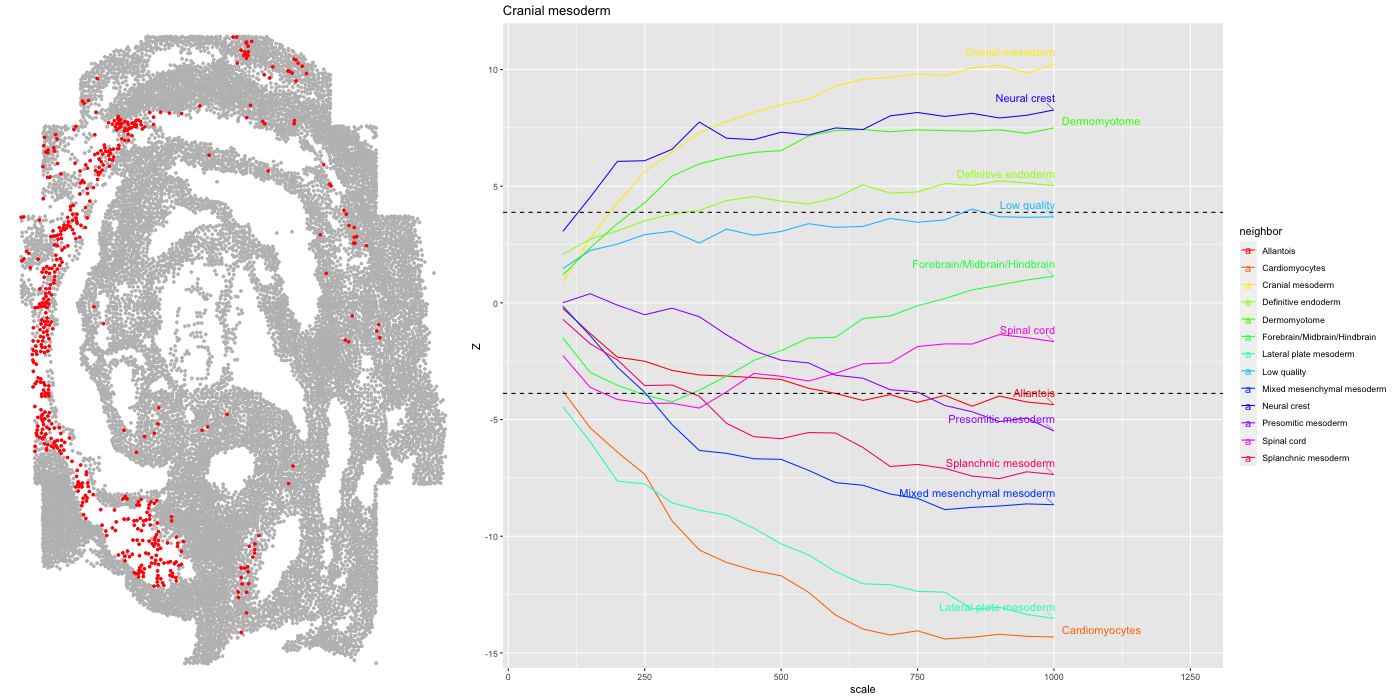 Cranial mesoderm
Cranial mesoderm
Neural crest
Dermomyotome
Definitive endoderm
Low quality
Forebrain/Midbrain/Hindbrain
Spinal cord
Allantois
Presomitic mesoderm
Splanchnic mesoderm
Mixed mesenchymal mesoderm
Lateral plate mesoderm
Cardiomyocytes
10
5
0
-5
-10
-15
Z
0
250
500
750
1000
1250
scale
neighbor
a Allantois
a Cardiomyocytes
a Cranial mesoderm
a Definitive endoderm
a Dermomyotome
a Forebrain/Midbrain/Hindbrain
a Lateral plate mesoderm
a Low quality
a Mixed mesenchymal mesoderm
a Neural crest
a Presomitic mesoderm
a Spinal cord
a Splanchnic mesoderm